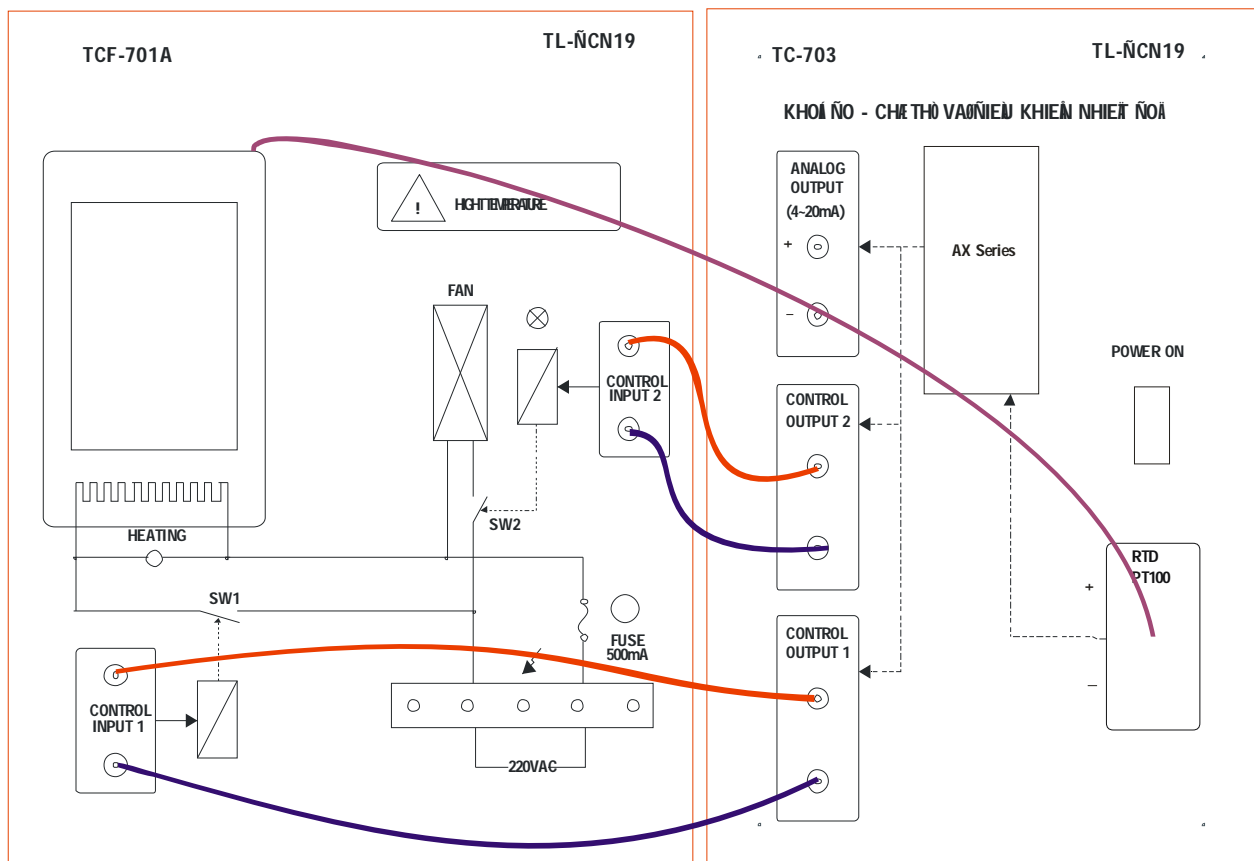 TCF-701A
TL-ÑCN19
HIGHT TEMPERATURE
!
FAN
CONTROL
INPUT 2
SW2
HEATING
SW1
FUSE
500mA
CONTROL
INPUT 1
220VAC
TC-703
TL-ÑCN19
KHOÁI ÑO - CHÆ THÒ VAØ ÑIEÀU KHIEÅN NHIEÄT ÑOÄ
ANALOG
OUTPUT
(4~20mA)
+
–
AX Series
POWER ON
CONTROL
OUTPUT 2
RTD
PT100
+
–
CONTROL
OUTPUT 1